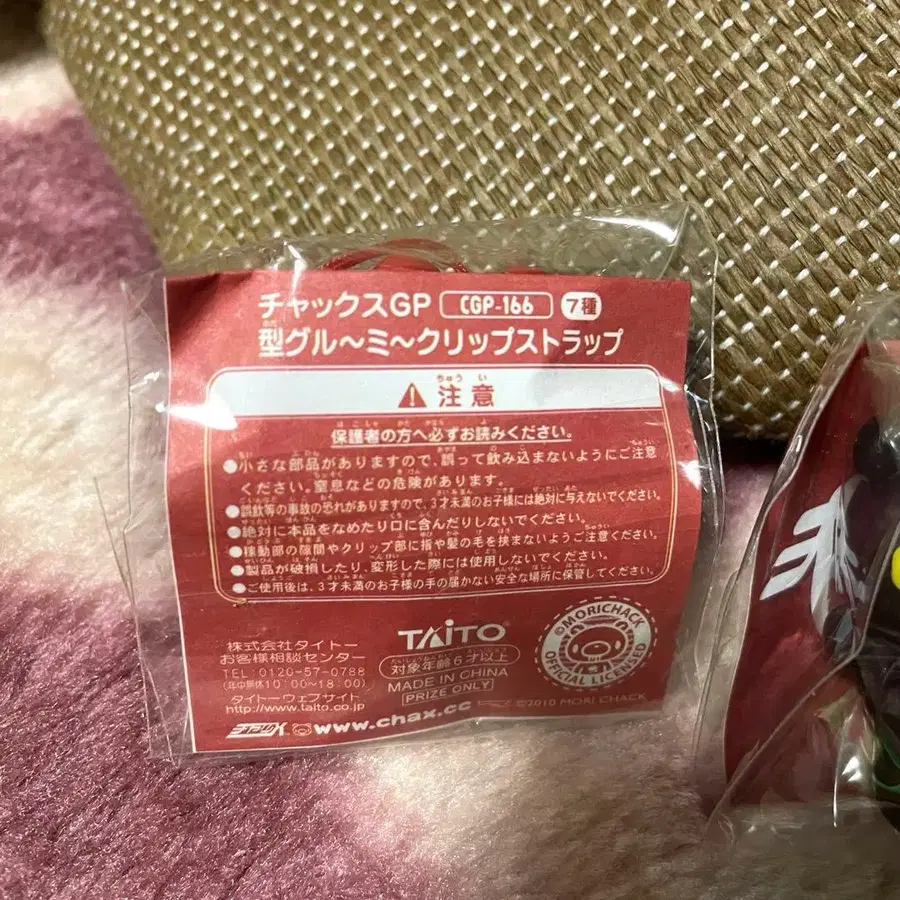 チャックスGP CGP-166 7種
型グル〜ミ〜クリップストラップ
注意
保護者の方へ必ずお読みください。
●小さな部品がありますので、誤って飲み込まないようにご注意
ください。窒息などの危険があります。
●誤飲等の事故の恐れがありますので、3才未満のお子様には絶対に与えないでください。
●絶対に本品をなめたり口に含んだりしないでください。
●稼動部の隙間やクリップ部に指や髪の毛を挟まないようご注意ください。
●製品が破損したり、変形した際には使用しないでください。
●ご使用後は、3才未満のお子様の手の届かない安全な場所に保管してください。
株式会社タイトー
お客様相談センター
TEL 0120-57-0788
(年中無休10:00〜18:00)
タイトーウェブサイト
http://www.taito.co.jp
TAITO®
対象年齢6才以上
MADE IN CHINA
PRIZE ONLY
©MORICHACK
OFFICIAL LICENSED
www.chax.cc
©2010 MORI CHACK